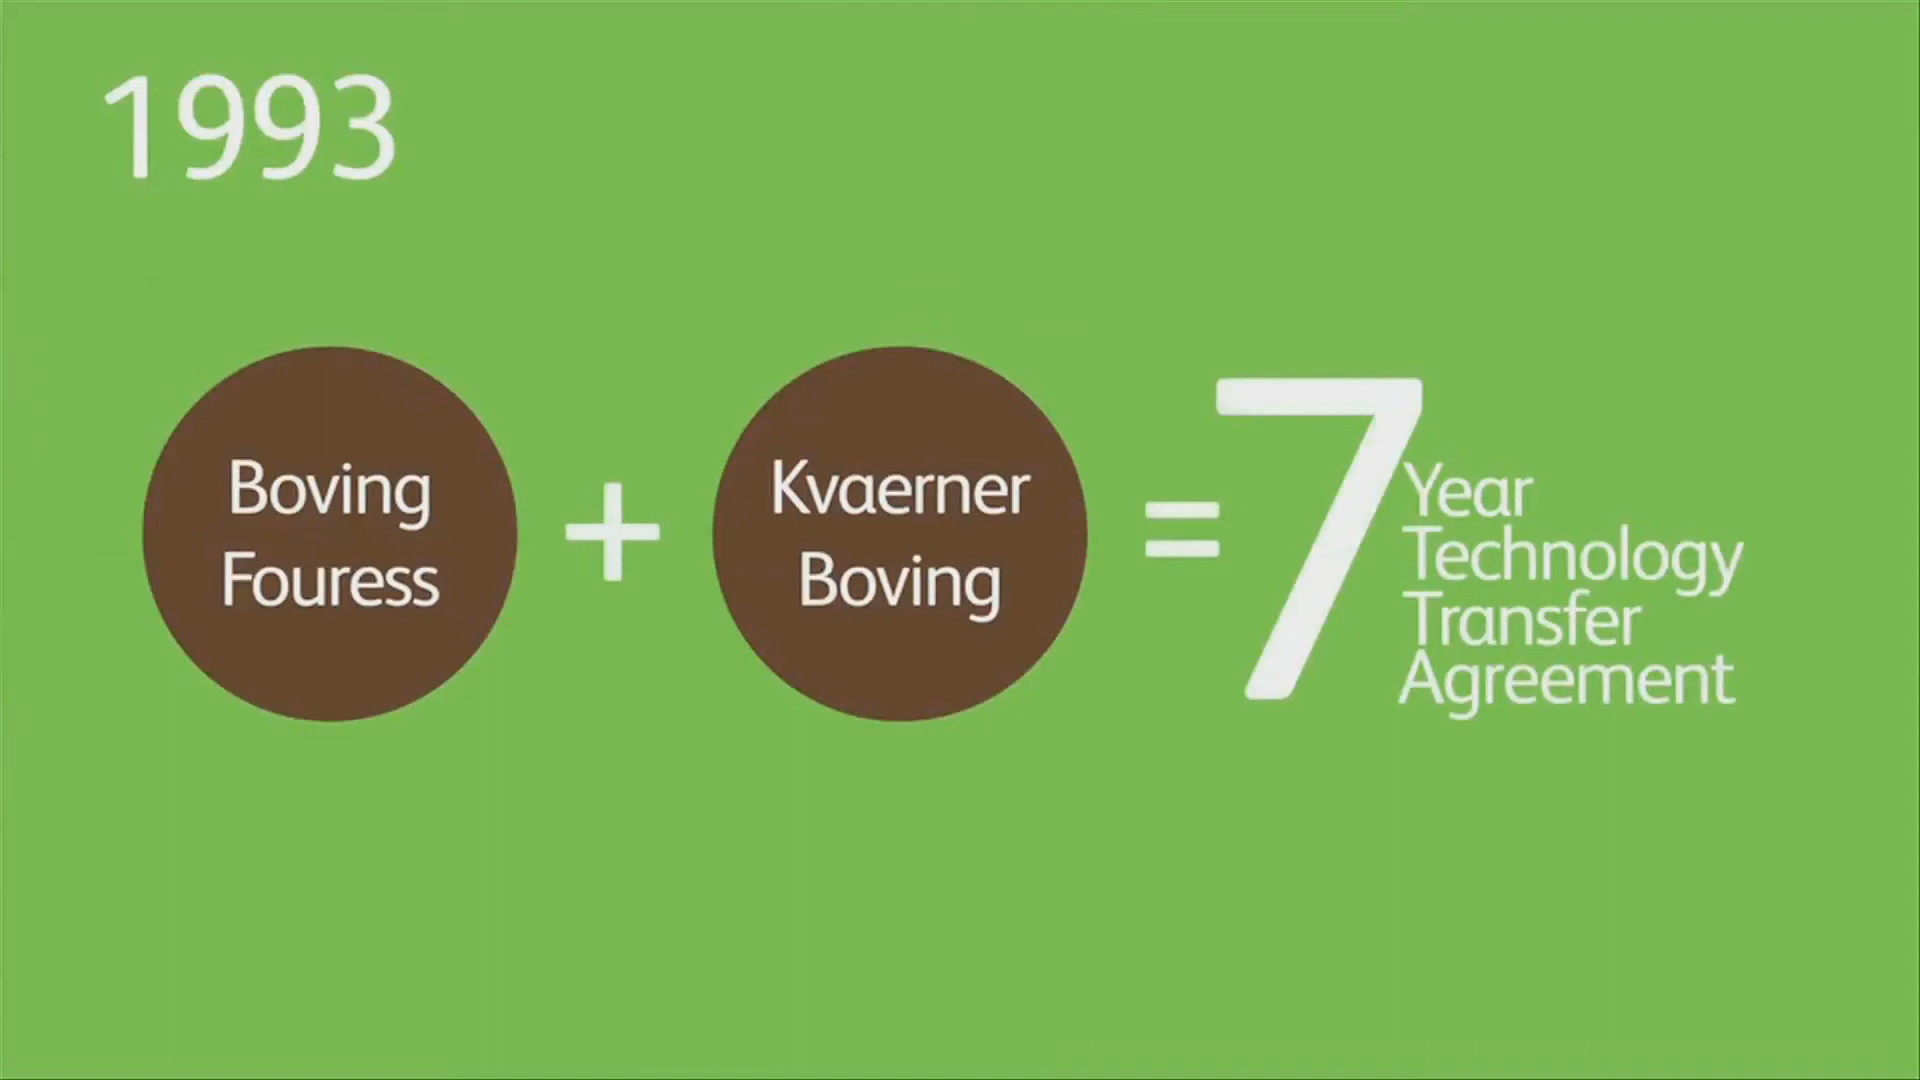 1993
Boving
Fouress
+
Kvaerner
Boving
=
7
Year
Technology
Transfer
Agreement